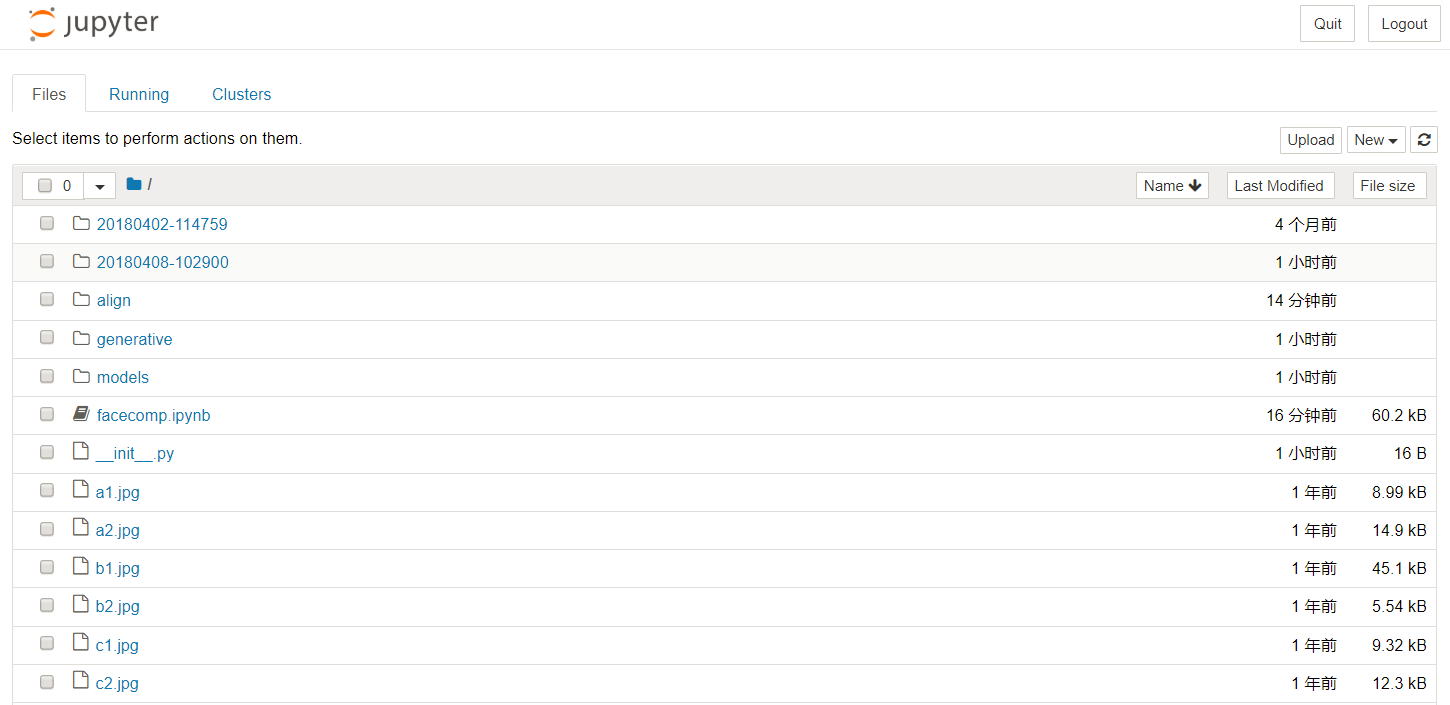 jupyter Quit Logout
Files Running Clusters
Select items to perform actions on them. Upload New
0 / Name Last Modified File size
20180402-114759 4 个月前
20180408-102900 1 小时前
align 14 分钟前
generative 1 小时前
models 1 小时前
facecomp.ipynb 16 分钟前 60.2 kB
__init__.py 1 小时前 16 B
a1.jpg 1 年前 8.99 kB
a2.jpg 1 年前 14.9 kB
b1.jpg 1 年前 45.1 kB
b2.jpg 1 年前 5.54 kB
c1.jpg 1 年前 9.32 kB
c2.jpg 1 年前 12.3 kB